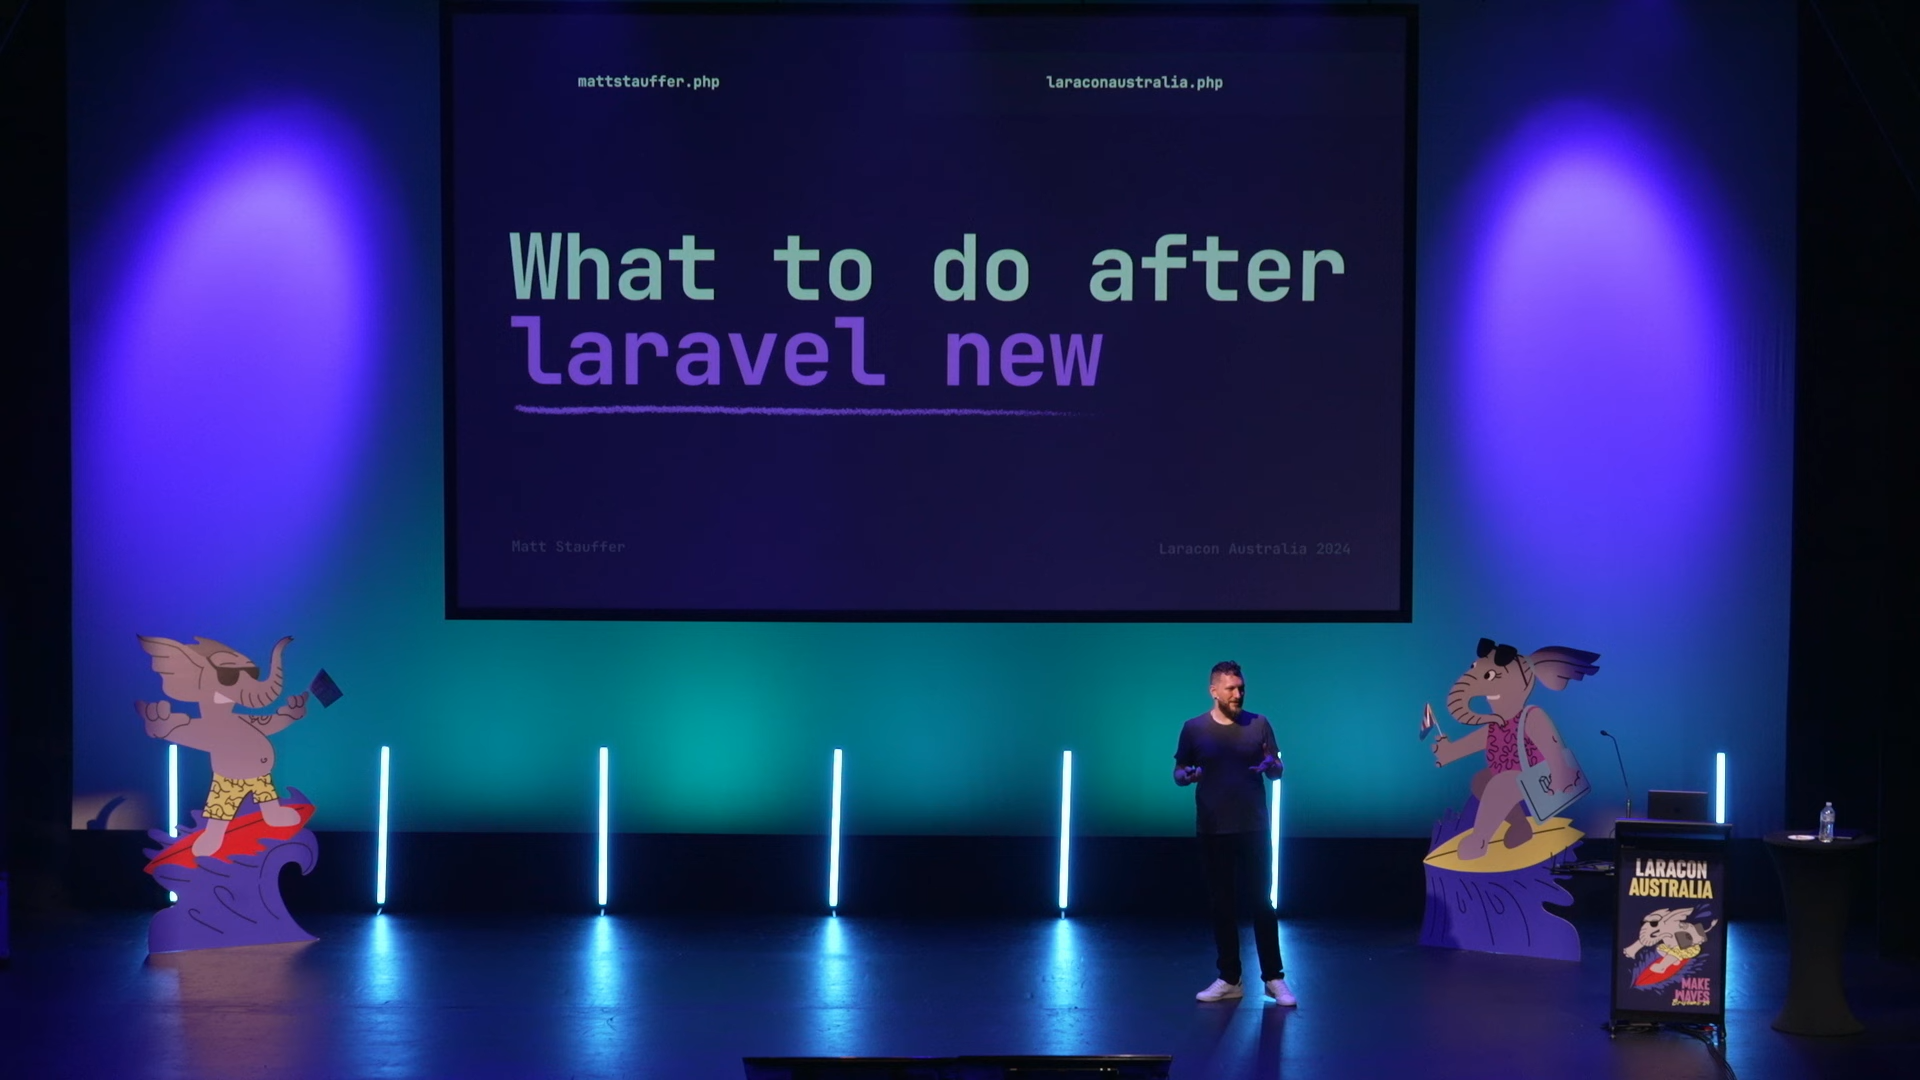 mattstauffer.php
laraconaustralia.php
What to do after
laravel new
Matt Stauffer
Laracon Australia 2024
LARACON
AUSTRALIA
MAKE
WAVES